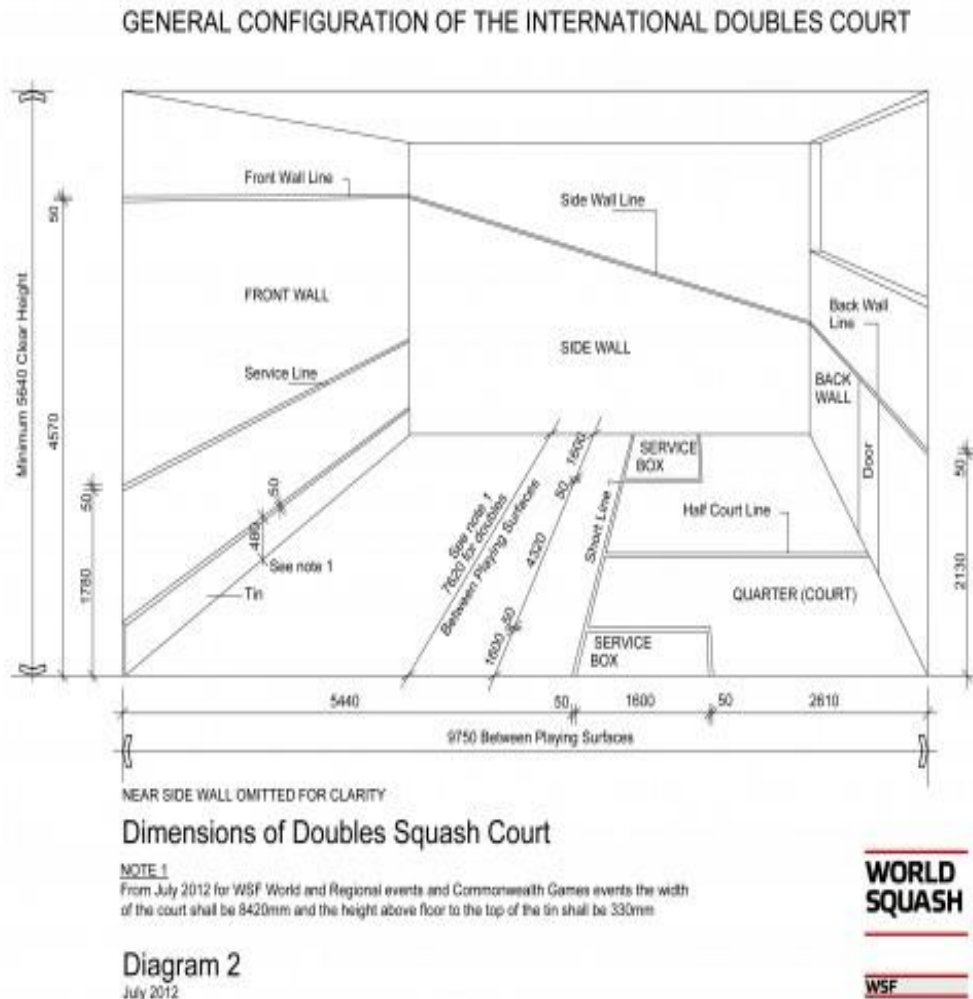 GENERAL CONFIGURATION OF THE INTERNATIONAL DOUBLES COURT
Front Wall Line
Side Wall Line
50
FRONT WALL
Back Wall
Line
SIDE WALL
Minimum 5640 Clear Height
4570
Service Line
BACK
WALL
SERVICE
BOX
1600
50
Door
50
50
50
480
See note 1
7620 for doubles
Between Playing Surfaces
4320
Short Line
Half Court Line
See note 1
1780
Tin
QUARTER (COURT)
2130
50
1600
SERVICE
BOX
5440
50
1600
50
2610
9750 Between Playing Surfaces
NEAR SIDE WALL OMITTED FOR CLARITY
Dimensions of Doubles Squash Court
NOTE 1
From July 2012 for WSF World and Regional events and Commonwealth Games events the width
of the court shall be 8420mm and the height above floor to the top of the tin shall be 330mm
WORLD
SQUASH
Diagram 2
July 2012
WSF